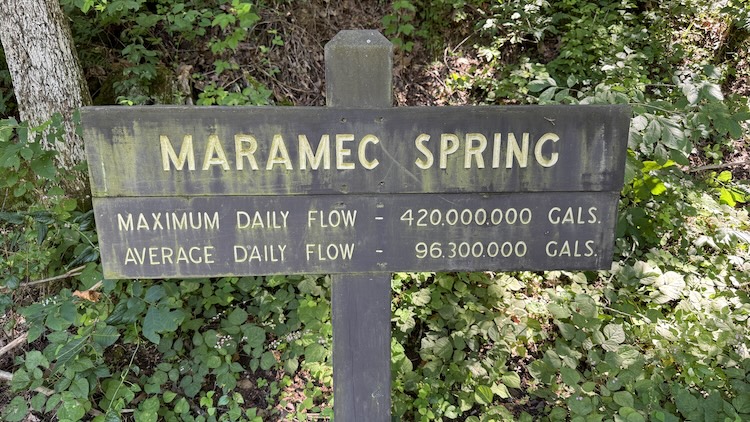 MARAMEC SPRING
MAXIMUM DAILY FLOW - 420.000.000 GALS.
AVERAGE DAILY FLOW - 96.300.000 GALS.